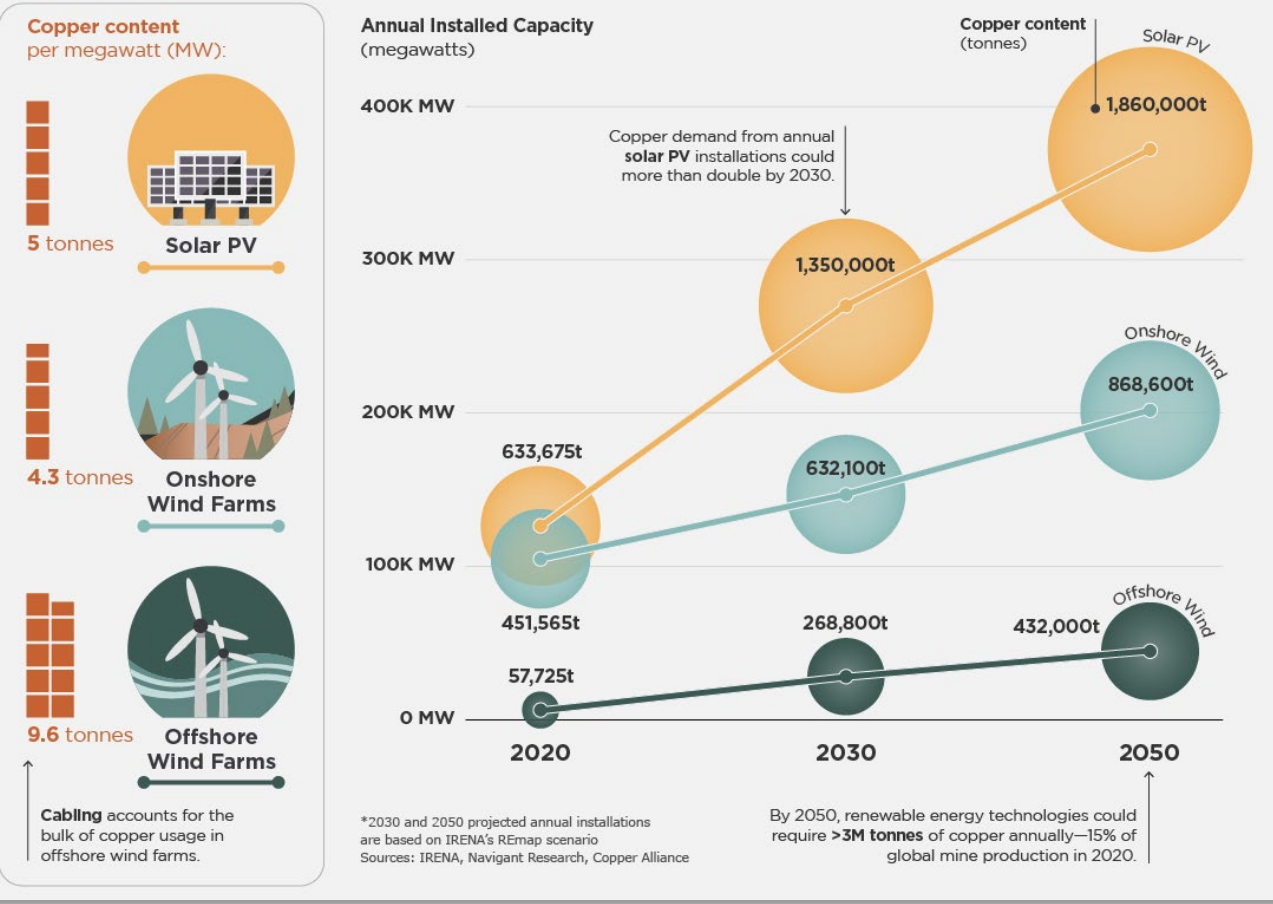 Copper content
per megawatt (MW):
5 tonnes
Solar PV
4.3 tonnes
Onshore
Wind Farms
9.6 tonnes
Offshore
Wind Farms
Cabling accounts for the
bulk of copper usage in
offshore wind farms.
Annual Installed Capacity
(megawatts)
Copper content
(tonnes)
Solar PV
400K MW
1,860,000t
Copper demand from annual
solar PV installations could
more than double by 2030.
300K MW
1,350,000t
Onshore Wind
868,600t
200K MW
633,675t
632,100t
100K MW
451,565t
268,800t
432,000t
Offshore Wind
57,725t
0 MW
2020
2030
2050
*2030 and 2050 projected annual installations
are based on IRENA's REmap scenario
Sources: IRENA, Navigant Research, Copper Alliance
By 2050, renewable energy technologies could
require >3M tonnes of copper annually—15% of
global mine production in 2020.